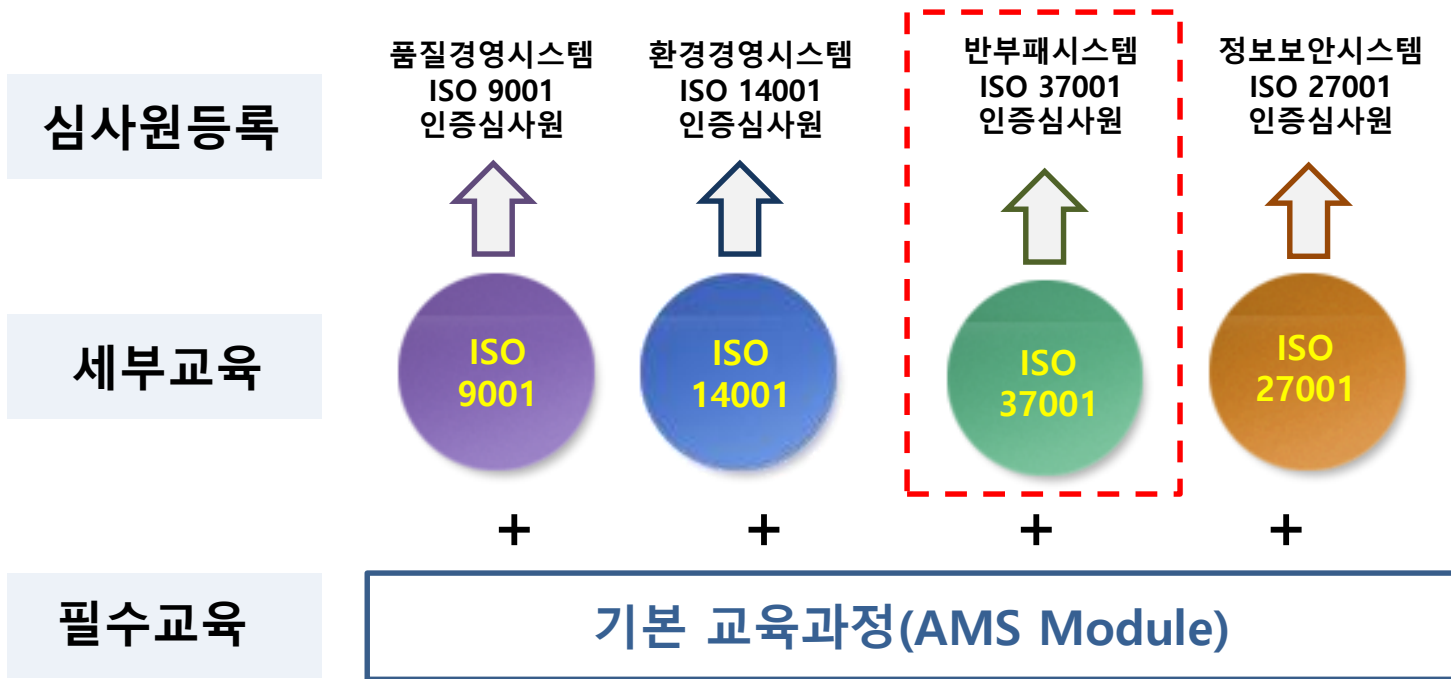 심사원등록
품질경영시스템
ISO 9001
인증심사원
환경경영시스템
ISO 14001
인증심사원
반부패시스템
ISO 37001
인증심사원
정보보안시스템
ISO 27001
인증심사원
세부교육
ISO
9001
ISO
14001
ISO
37001
ISO
27001
+
+
+
+
필수교육
기본 교육과정(AMS Module)